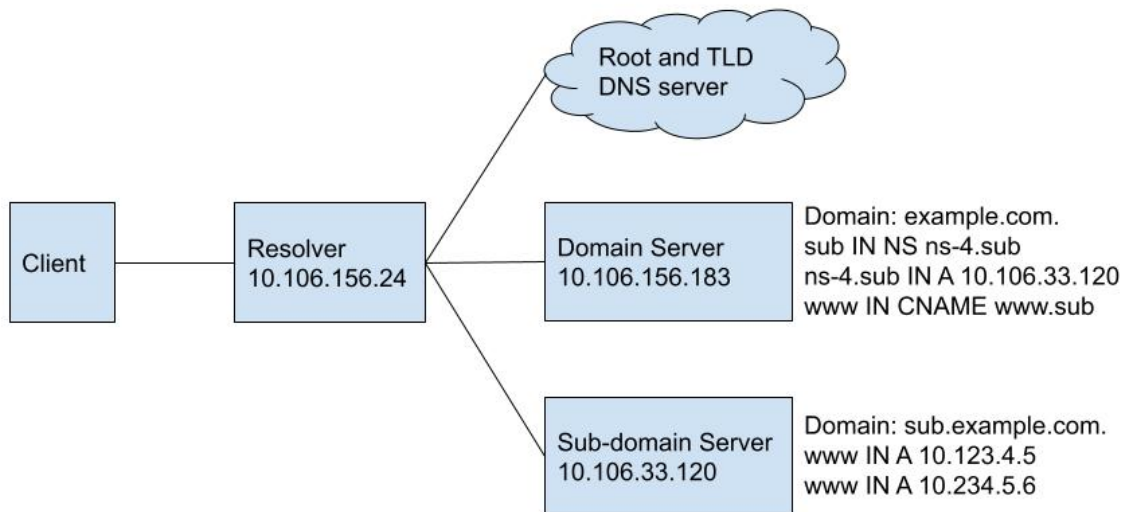 Root and TLD
DNS server
Client
Resolver
10.106.156.24
Domain Server
10.106.156.183
Domain: example.com.
sub IN NS ns-4.sub
ns-4.sub IN A 10.106.33.120
www IN CNAME www.sub
Sub-domain Server
10.106.33.120
Domain: sub.example.com.
www IN A 10.123.4.5
www IN A 10.234.5.6